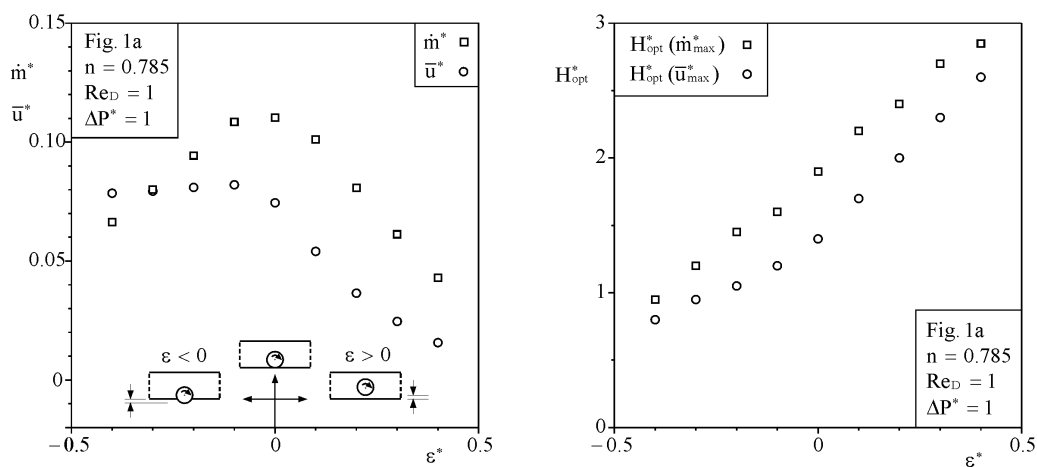 0.15
ṁ*
ū*
0.10
0.05
0
Fig. 1a
n = 0.785
Re_D = 1
ΔP* = 1
ṁ*
ū*
ε < 0
ε > 0
−0.5
0
0.5
ε*
3
H*opt
2
1
0
H*opt (ṁ*max)
H*opt (ū*max)
Fig. 1a
n = 0.785
Re_D = 1
ΔP* = 1
−0.5
0
0.5
ε*